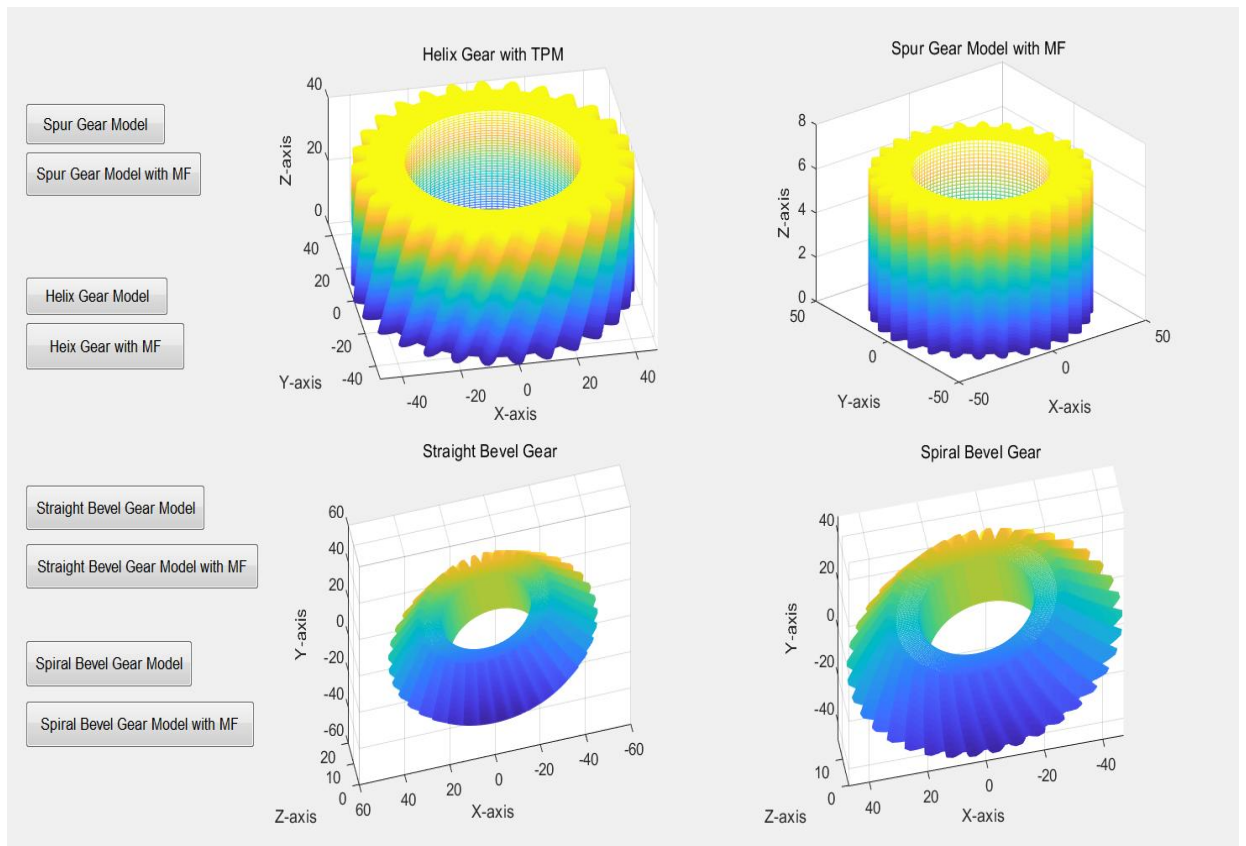 Spur Gear Model
Spur Gear Model with MF
Helix Gear Model
Heix Gear with MF
Straight Bevel Gear Model
Straight Bevel Gear Model with MF
Spiral Bevel Gear Model
Spiral Bevel Gear Model with MF
Helix Gear with TPM
40
20
0
Z-axis
40
20
0
-20
-40
Y-axis
-40
-20
0
20
40
X-axis
Spur Gear Model with MF
8
6
4
2
0
Z-axis
50
0
-50
Y-axis
-50
0
50
X-axis
Straight Bevel Gear
60
40
20
0
-20
-40
-60
Y-axis
20
10
0
Z-axis
60
40
20
0
-20
-40
-60
X-axis
Spiral Bevel Gear
40
20
0
-20
-40
Y-axis
10
0
Z-axis
40
20
0
-20
-40
X-axis